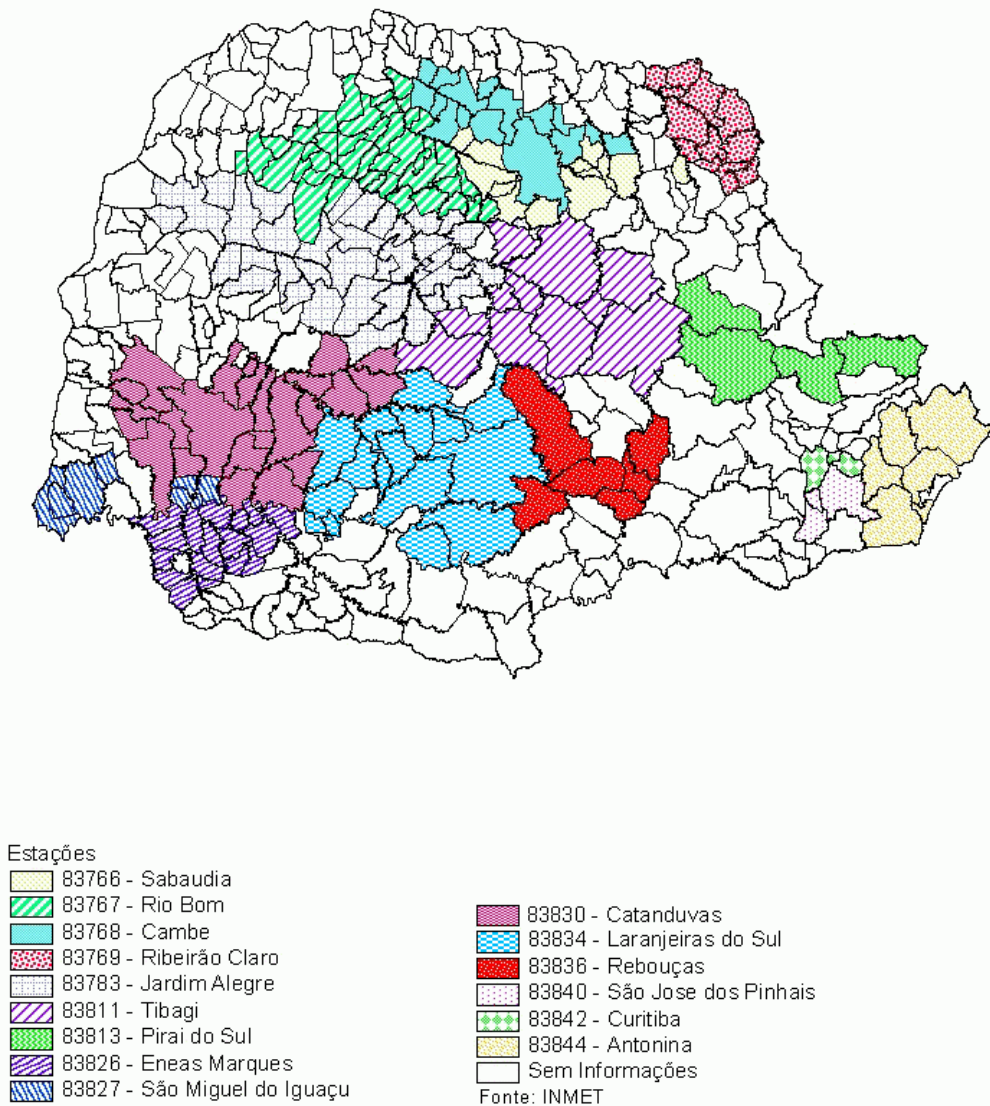 Estações
83766 - Sabaudia
83767 - Rio Bom
83768 - Cambe
83769 - Ribeirão Claro
83783 - Jardim Alegre
83811 - Tibagi
83813 - Pirai do Sul
83826 - Eneas Marques
83827 - São Miguel do Iguaçu
83830 - Catanduvas
83834 - Laranjeiras do Sul
83836 - Rebouças
83840 - São Jose dos Pinhais
83842 - Curitiba
83844 - Antonina
Sem Informações
Fonte: INMET